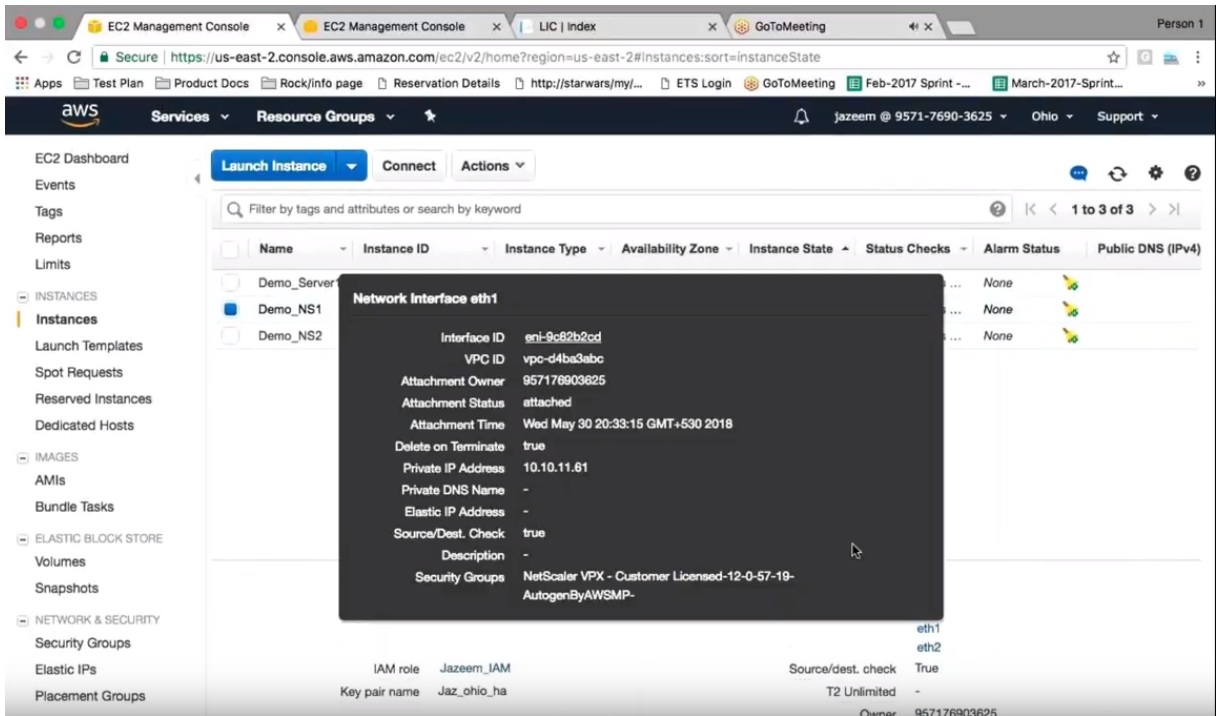 EC2 Management Console EC2 Management Console LIC | Index GoToMeeting Person 1
Secure | https://us-east-2.console.aws.amazon.com/ec2/v2/home?region=us-east-2#Instances:sort=instanceState
Apps Test Plan Product Docs Rock/info page Reservation Details http://starwars/my/... ETS Login GoToMeeting Feb-2017 Sprint -... March-2017-Sprint... »
aws Services Resource Groups jazeem @ 9571-7690-3625 Ohio Support
EC2 Dashboard
Events
Tags
Reports
Limits
INSTANCES
Instances
Launch Templates
Spot Requests
Reserved Instances
Dedicated Hosts
IMAGES
AMIs
Bundle Tasks
ELASTIC BLOCK STORE
Volumes
Snapshots
NETWORK & SECURITY
Security Groups
Elastic IPs
Placement Groups
Launch Instance Connect Actions
Filter by tags and attributes or search by keyword 1 to 3 of 3
Name Instance ID Instance Type Availability Zone Instance State Status Checks Alarm Status Public DNS (IPv4)
Demo_Server1 ... None
Demo_NS1 ... None
Demo_NS2 ... None
Network Interface eth1
Interface ID eni-9c82b2cd
VPC ID vpc-d4ba3abc
Attachment Owner 957176903625
Attachment Status attached
Attachment Time Wed May 30 20:33:15 GMT+530 2018
Delete on Terminate true
Private IP Address 10.10.11.61
Private DNS Name -
Elastic IP Address -
Source/Dest. Check true
Description -
Security Groups NetScaler VPX - Customer Licensed-12-0-57-19-
AutogenByAWSMP-
eth1
eth2
IAM role Jazeem_IAM Source/dest. check True
Key pair name Jaz_ohio_ha T2 Unlimited -
Owner 957176903625